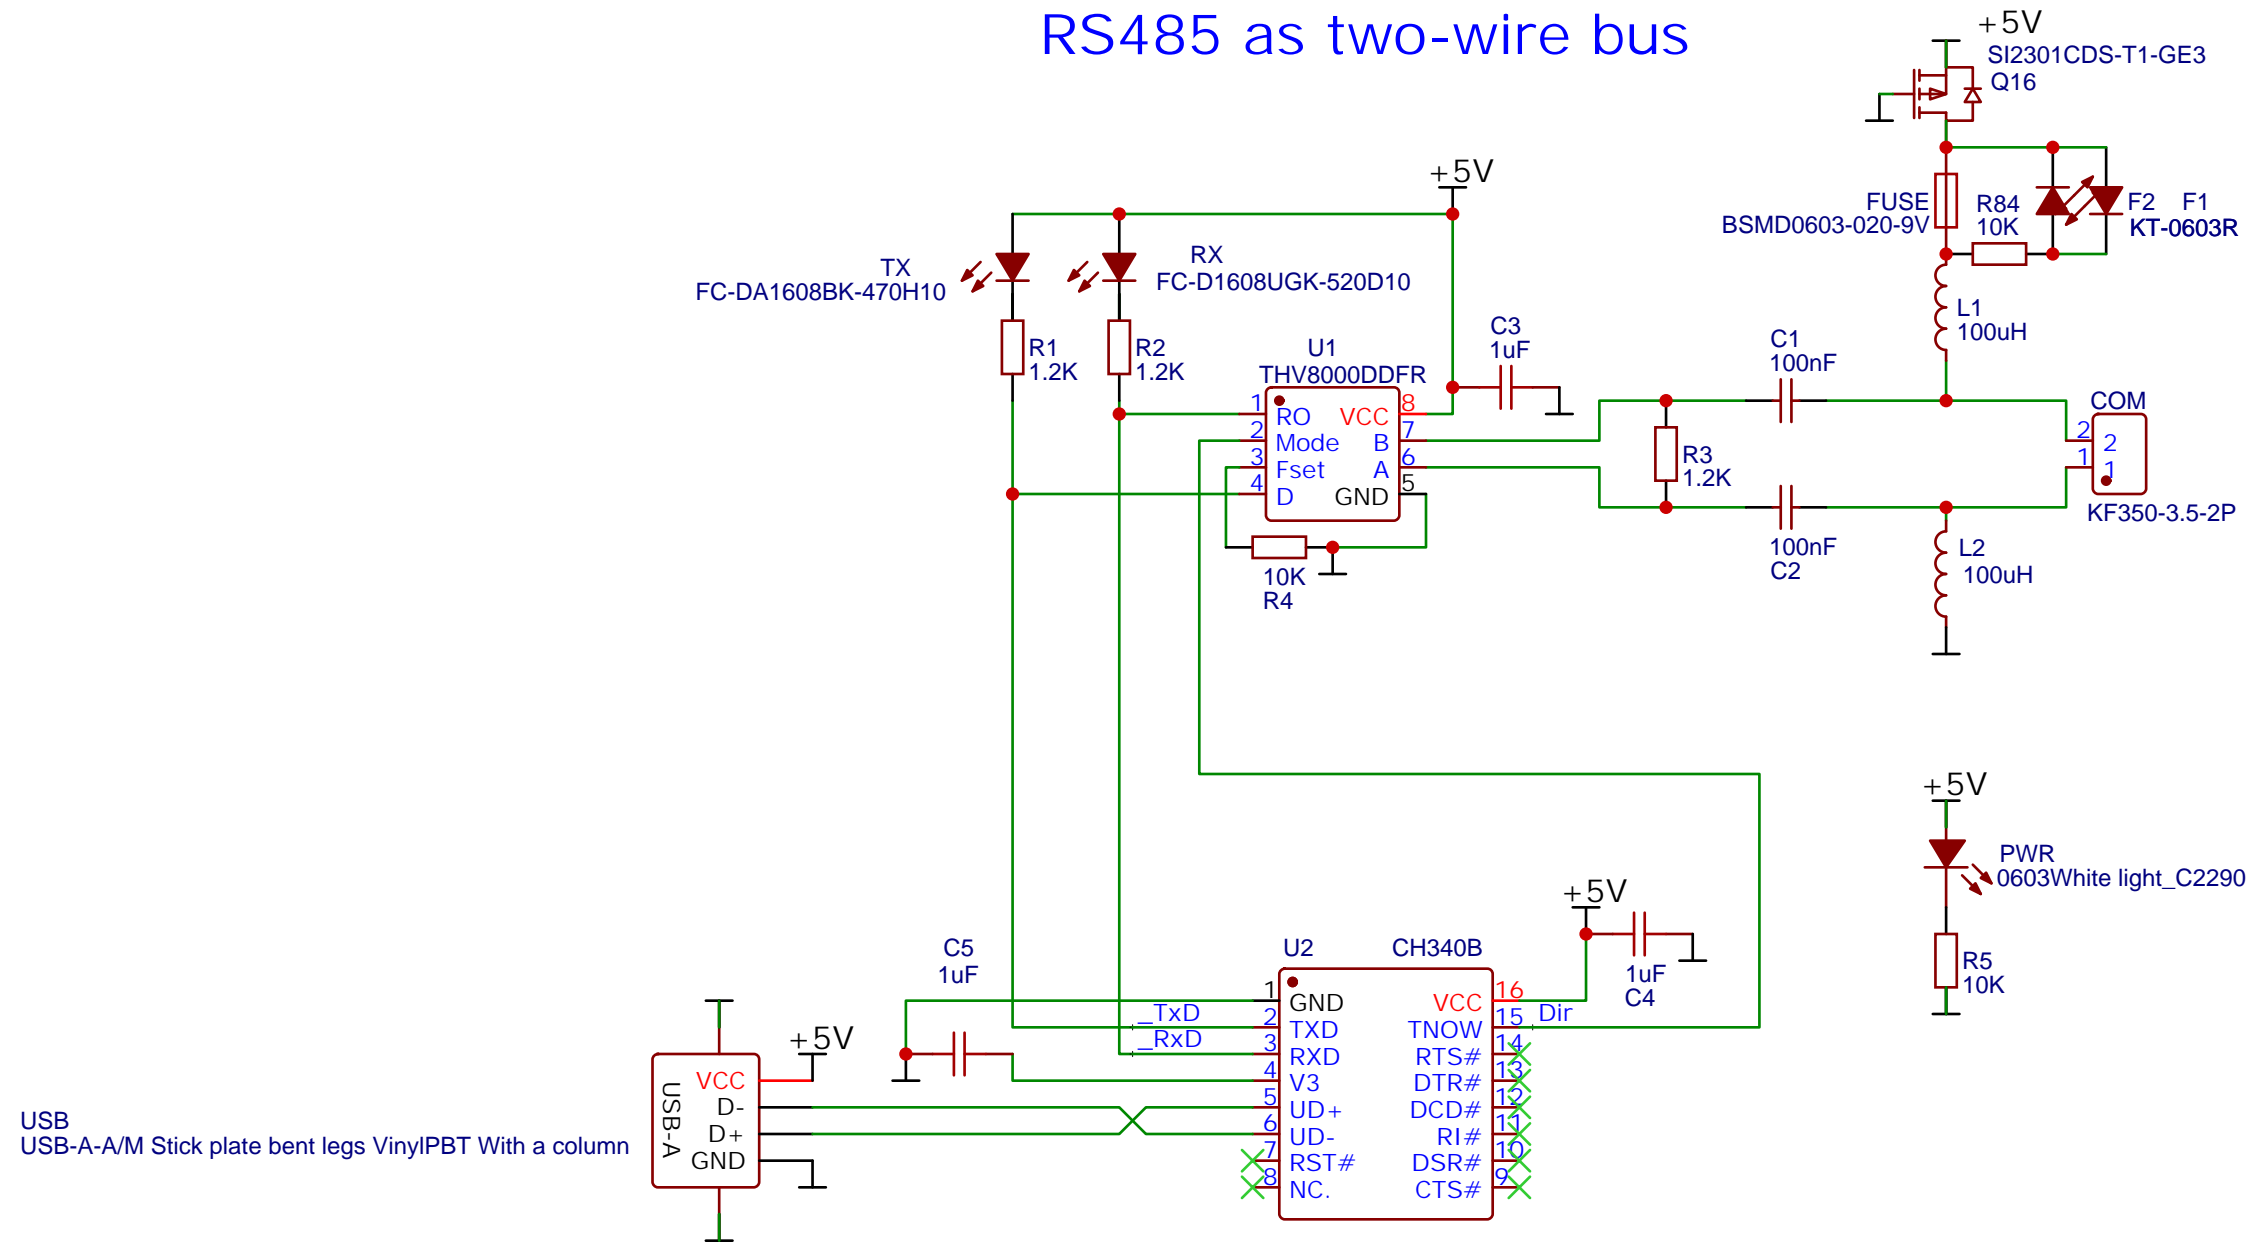 RS485 as two-wire bus
+5V
SI2301CDS-T1-GE3
Q16
+5V
FUSE
BSMD0603-020-9V
R84
10K
F2 F1
KT-0603R
TX
FC-DA1608BK-470H10
RX
FC-D1608UGK-520D10
L1
100uH
R1
1.2K
R2
1.2K
U1
THV8000DDFR
C3
1uF
C1
100nF
COM
1 RO VCC 8
2 Mode B 7
3 Fset A 6
4 D GND 5
R3
1.2K
2 2
1 1
KF350-3.5-2P
100nF
C2
L2
100uH
10K
R4
+5V
PWR
0603White light_C2290
+5V
C5
1uF
U2 CH340B
1uF
C4
R5
10K
1 GND VCC 16
_TxD 2 TXD TNOW 15 Dir
_RxD 3 RXD RTS# 14
4 V3 DTR# 13
5 UD+ DCD# 12
6 UD- RI# 11
7 RST# DSR# 10
8 NC. CTS# 9
+5V
USB-A
VCC
D-
D+
GND
USB
USB-A-A/M Stick plate bent legs VinylPBT With a column